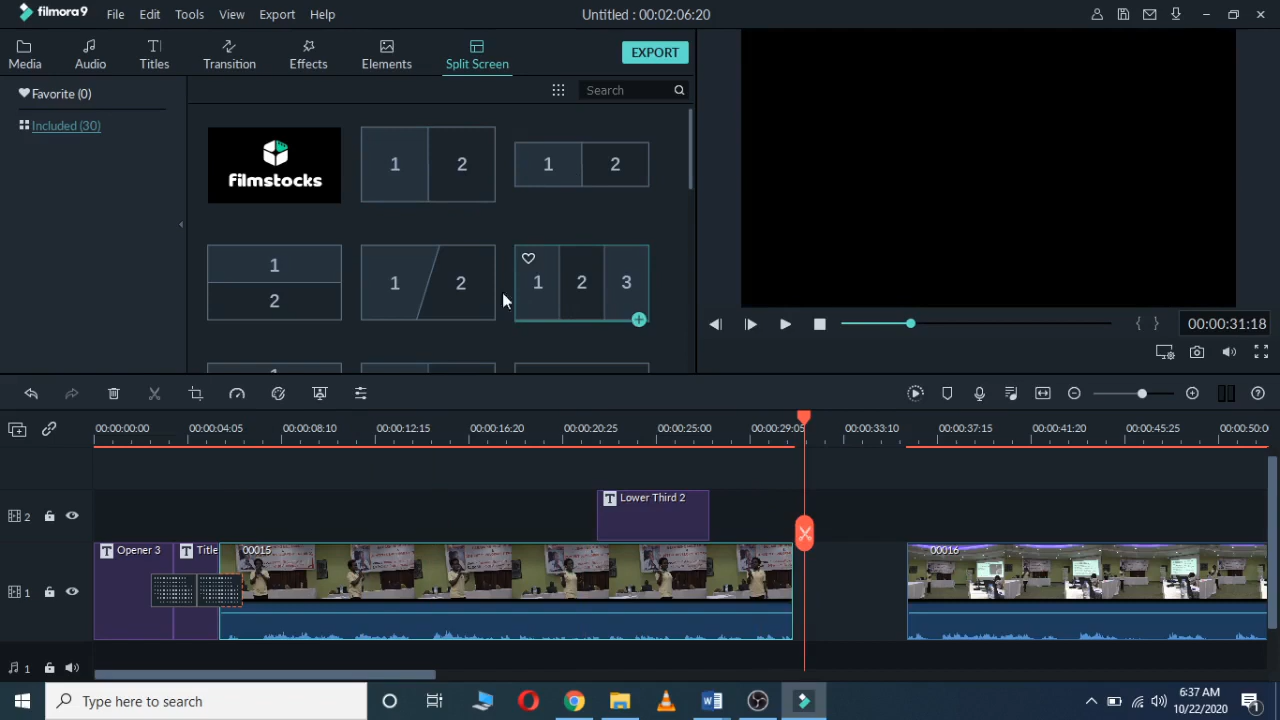 filmora9 File Edit Tools View Export Help Untitled : 00:02:06:20
Media Audio Titles Transition Effects Elements Split Screen EXPORT
Favorite (0) Search
Included (30)
filmstocks
1 2
1 2
1
2
1 2
1 2 3
1
00:00:31:18
00:00:00:00 00:00:04:05 00:00:08:10 00:00:12:15 00:00:16:20 00:00:20:25 00:00:25:00 00:00:29:05 00:00:33:10 00:00:37:15 00:00:41:20 00:00:45:25 00:00:50:0
2 T Lower Third 2
T Opener 3 T Title 00015 00016
1
1
Type here to search
W
6:37 AM
10/22/2020
1